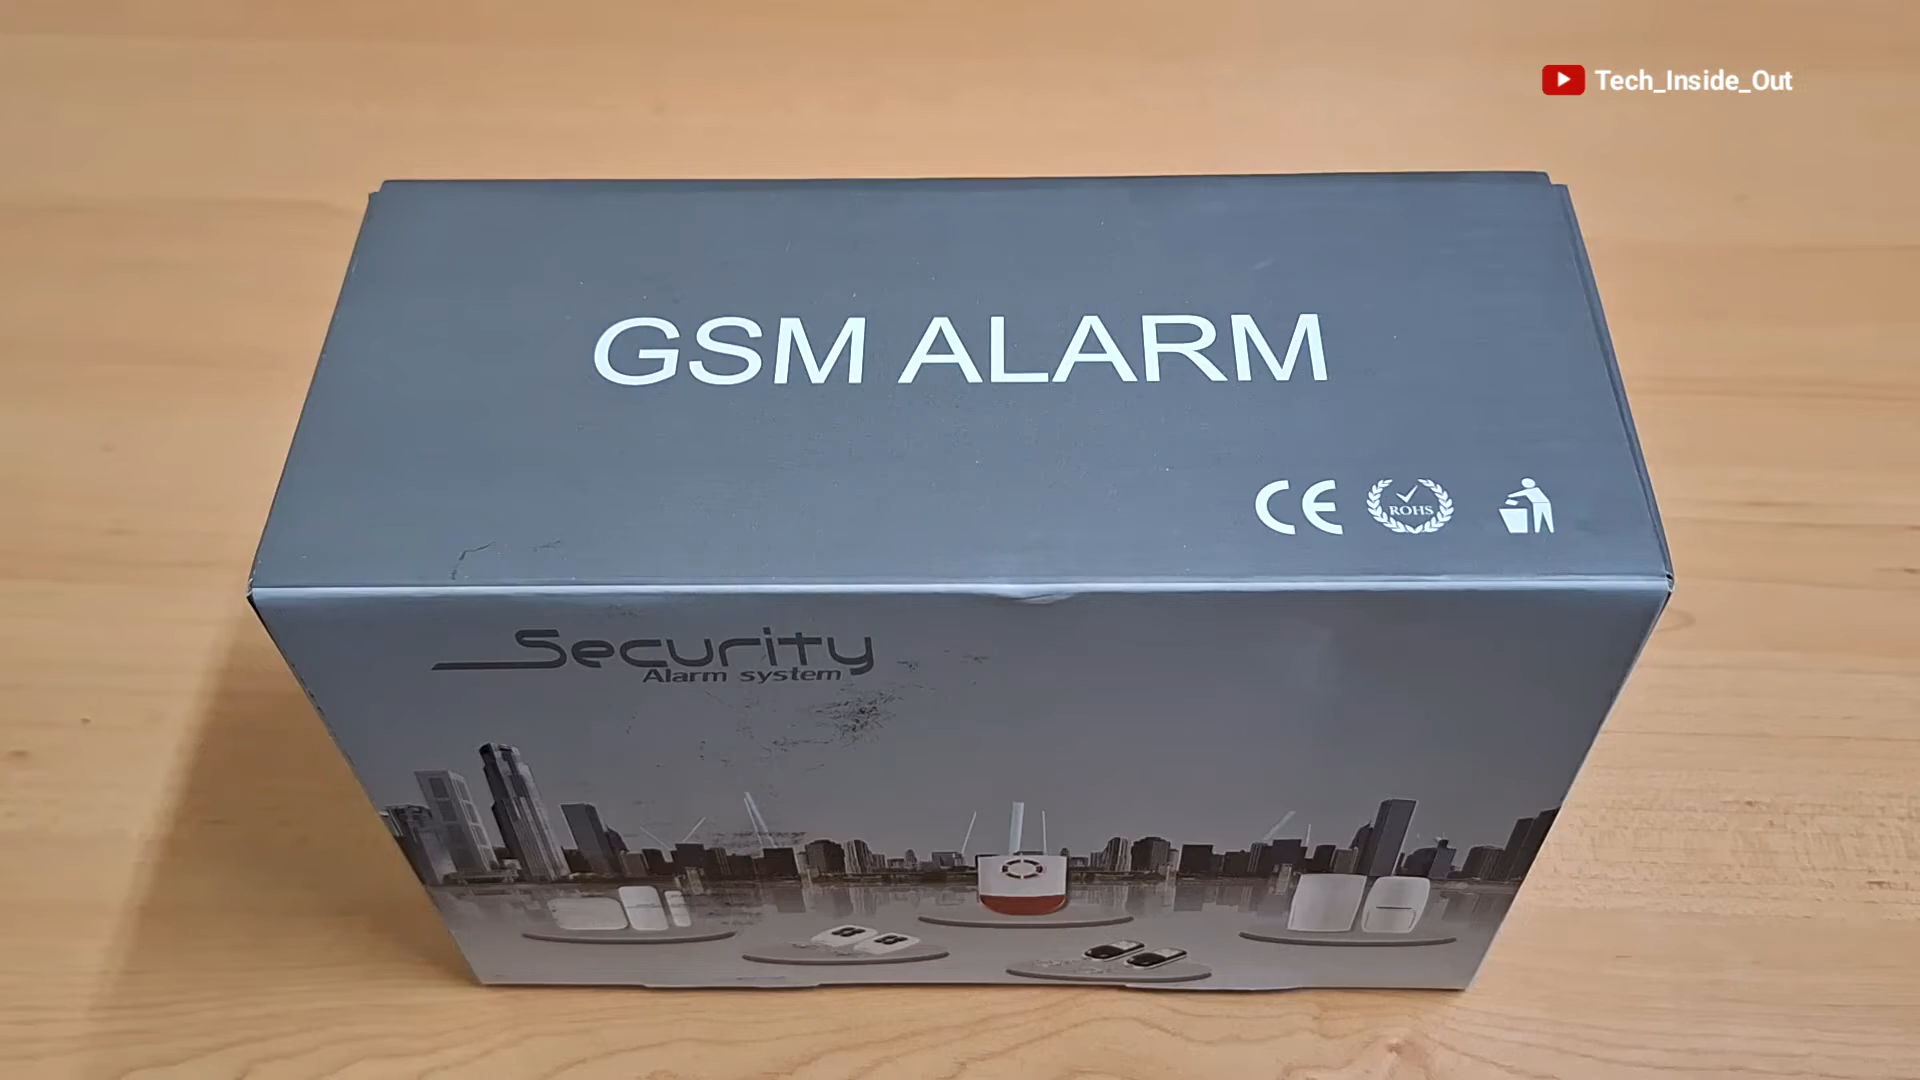 Tech_Inside_Out
GSM ALARM
CE
ROHS
Security
Alarm system